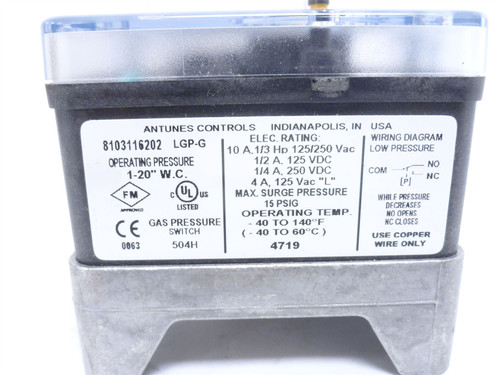 ANTUNES CONTROLS INDIANAPOLIS, IN USA
8103116202 LGP-G
OPERATING PRESSURE
1-20" W.C.
FM
APPROVED
C UL US
LISTED
CE
0063
GAS PRESSURE
SWITCH
504H
ELEC. RATING:
10 A,1/3 Hp 125/250 Vac
1/2 A, 125 VDC
1/4 A, 250 VDC
4 A, 125 Vac "L"
MAX. SURGE PRESSURE
15 PSIG
OPERATING TEMP.
- 40 TO 140°F
( - 40 TO 60°C )
4719
WIRING DIAGRAM
LOW PRESSURE
NO
COM
NC
[P]
WHILE PRESSURE
DECREASES
NO OPENS
NC CLOSES
USE COPPER
WIRE ONLY